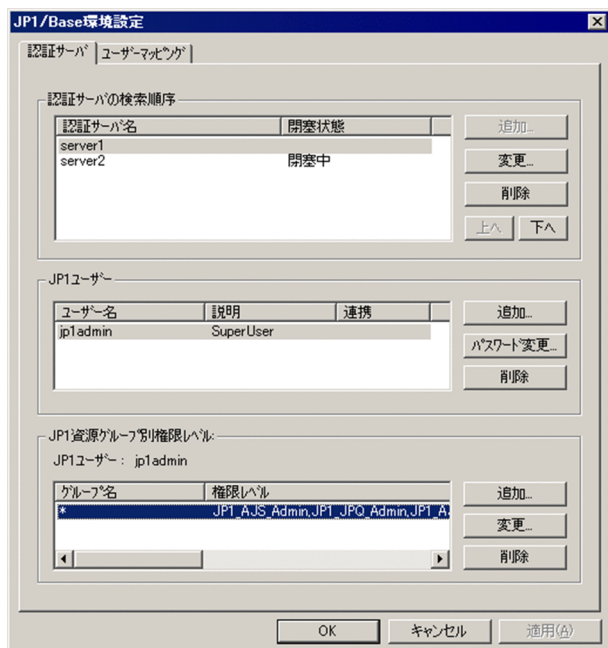 JP1/Base環境設定
認証サーバ ユーザーマッピング
認証サーバの検索順序
認証サーバ名 閉塞状態
server1
server2 閉塞中
追加...
変更...
削除
上へ 下へ
JP1ユーザー
ユーザー名 説明 連携
jp1admin SuperUser
追加...
パスワード変更...
削除
JP1資源グループ別権限レベル:
JP1ユーザー : jp1admin
グループ名 権限レベル
* JP1_AJS_Admin,JP1_JPQ_Admin,JP1_A
追加...
変更...
削除
OK キャンセル 適用(A)